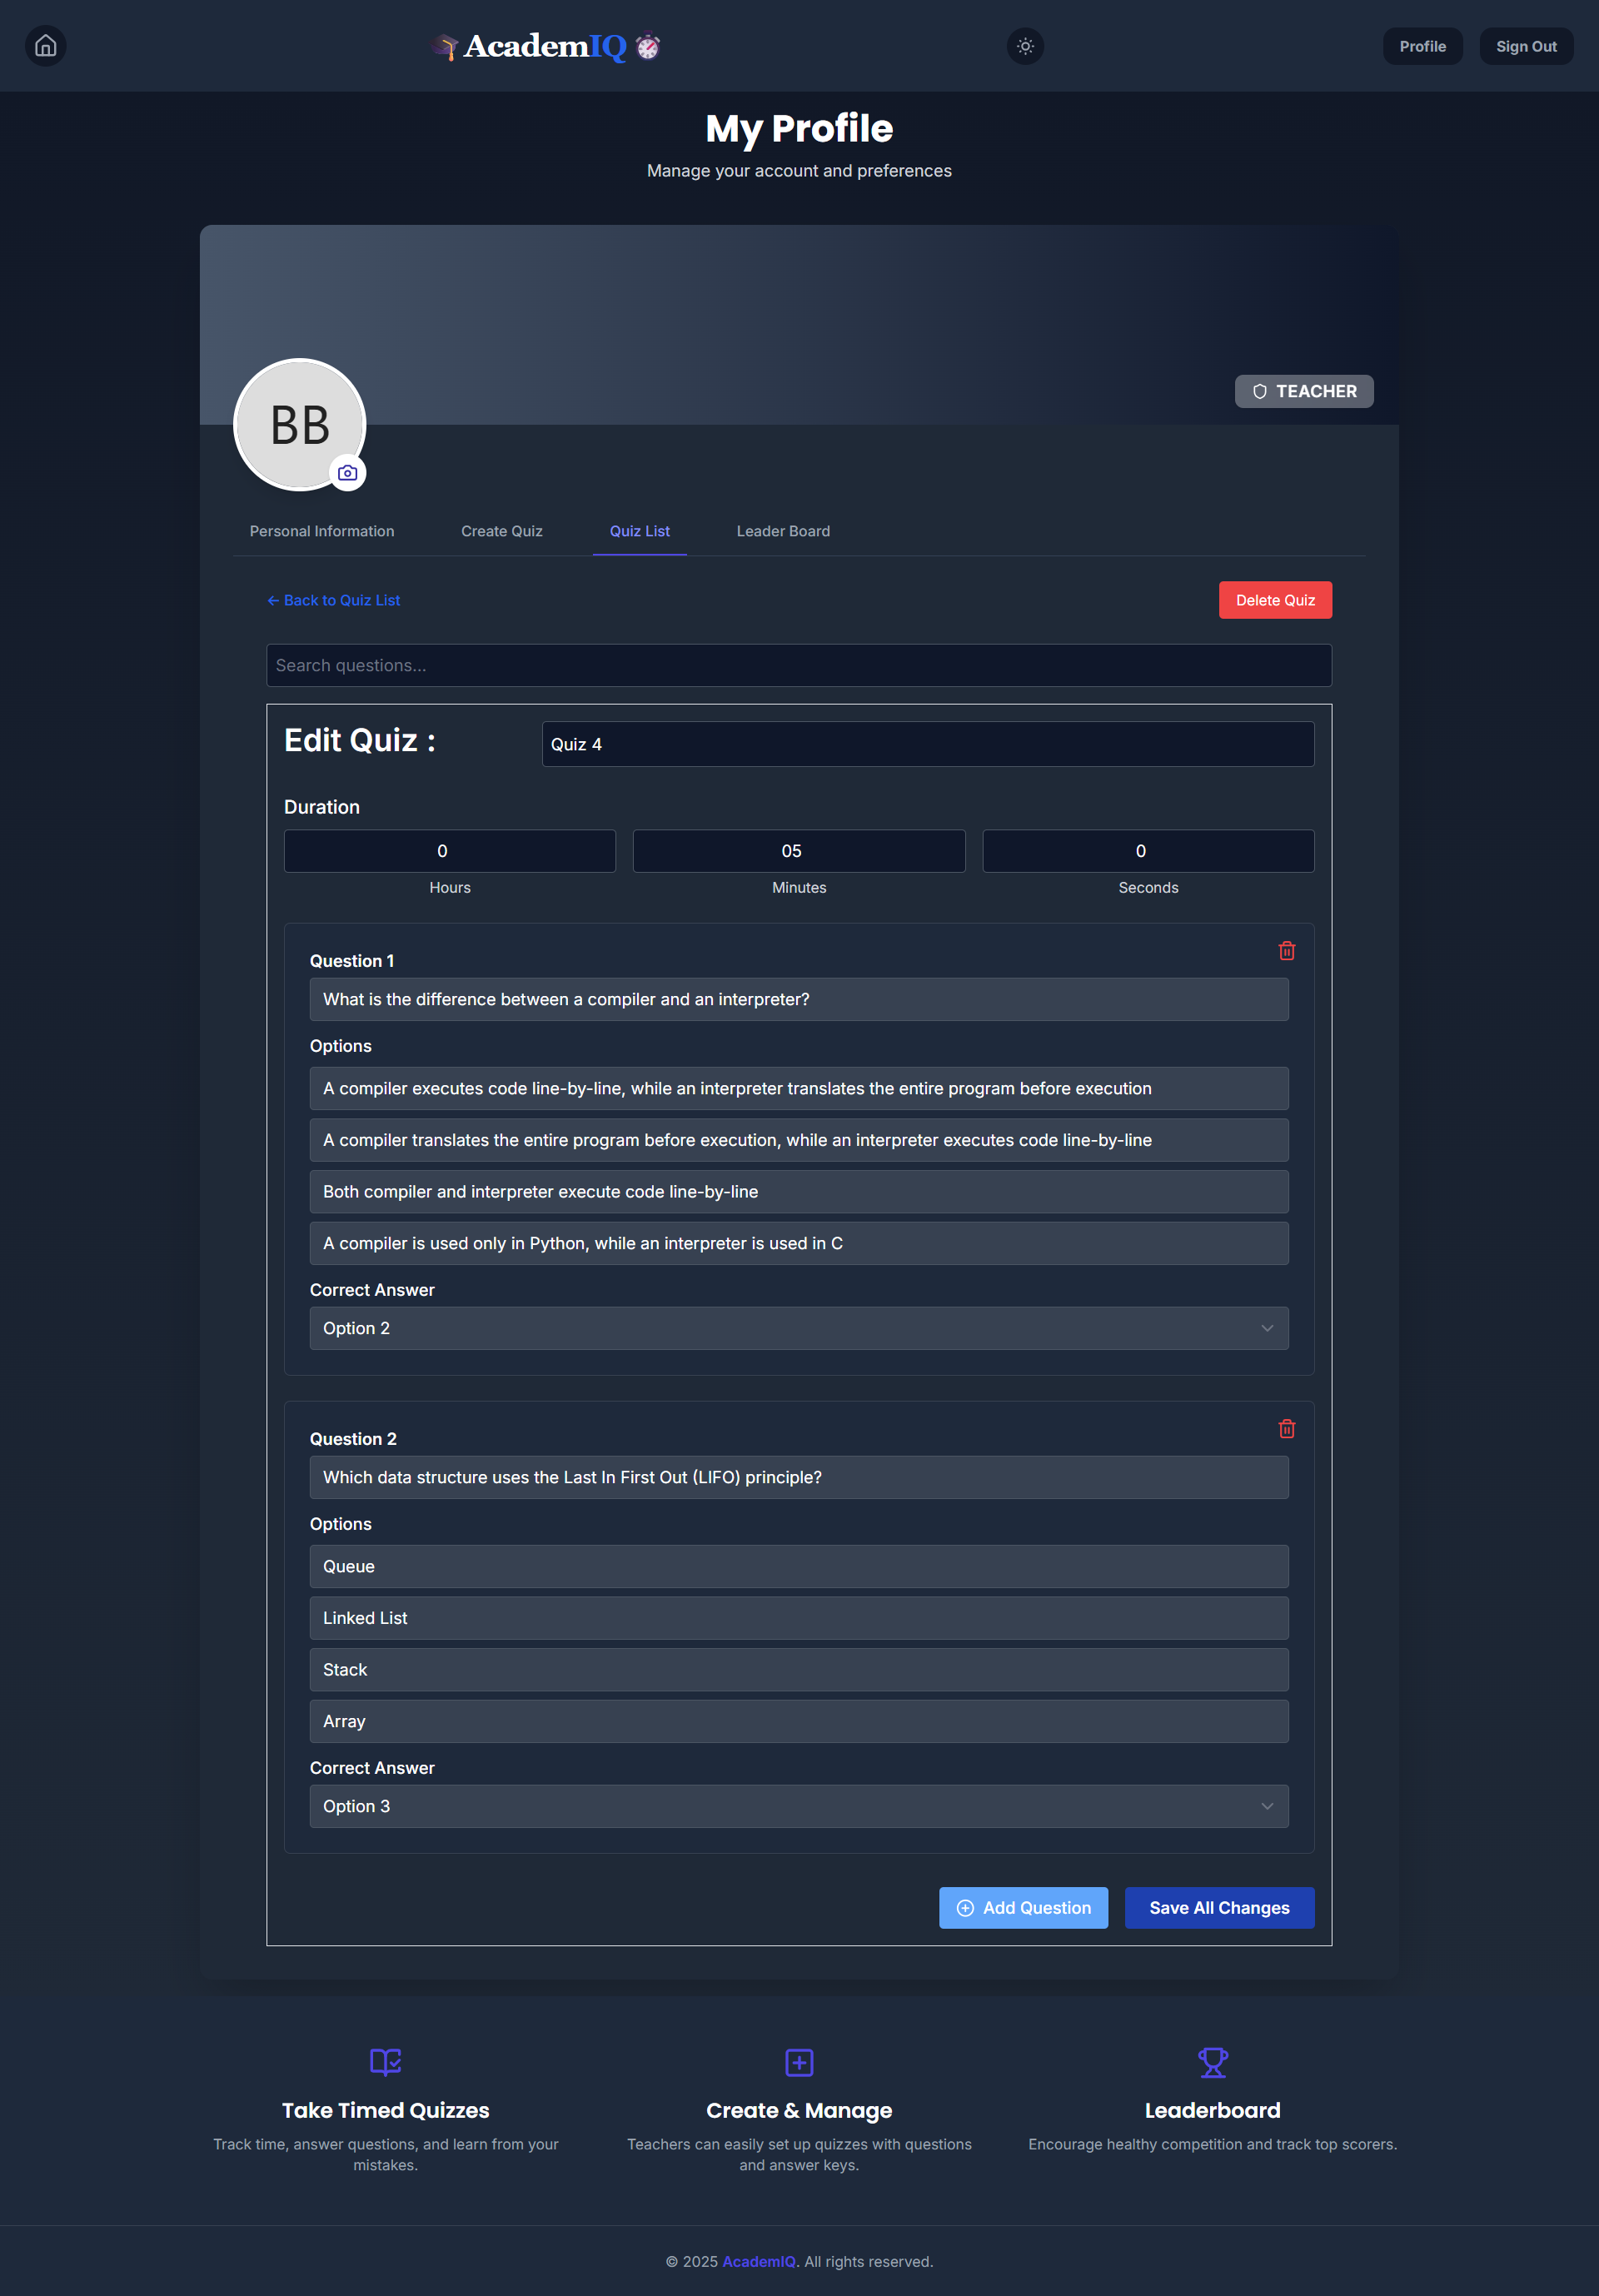 AcademIQ
Profile
Sign Out
My Profile
Manage your account and preferences
TEACHER
BB
Personal Information
Create Quiz
Quiz List
Leader Board
← Back to Quiz List
Delete Quiz
Search questions...
Edit Quiz :
Quiz 4
Duration
0
05
0
Hours
Minutes
Seconds
Question 1
What is the difference between a compiler and an interpreter?
Options
A compiler executes code line-by-line, while an interpreter translates the entire program before execution
A compiler translates the entire program before execution, while an interpreter executes code line-by-line
Both compiler and interpreter execute code line-by-line
A compiler is used only in Python, while an interpreter is used in C
Correct Answer
Option 2
Question 2
Which data structure uses the Last In First Out (LIFO) principle?
Options
Queue
Linked List
Stack
Array
Correct Answer
Option 3
Add Question
Save All Changes
Take Timed Quizzes
Track time, answer questions, and learn from your
mistakes.
Create & Manage
Teachers can easily set up quizzes with questions
and answer keys.
Leaderboard
Encourage healthy competition and track top scorers.
© 2025 AcademIQ. All rights reserved.